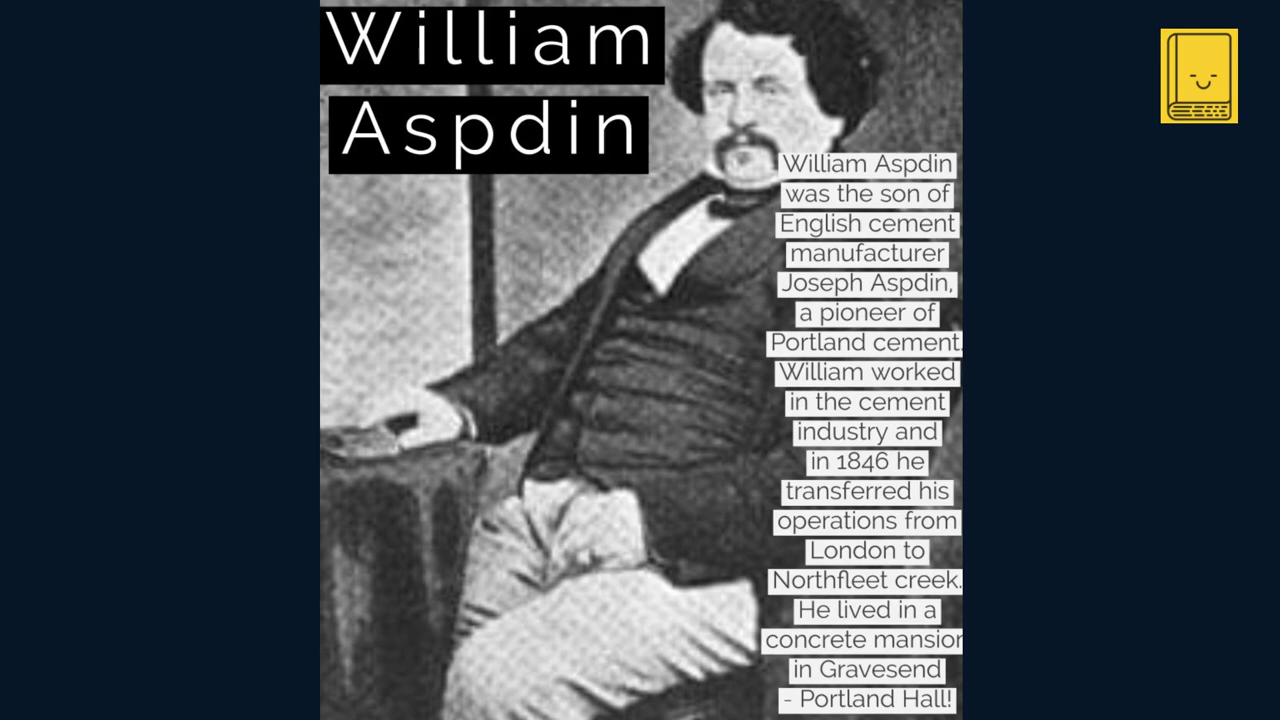 William
Aspdin
William Aspdin
was the son of
English cement
manufacturer
Joseph Aspdin,
a pioneer of
Portland cement.
William worked
in the cement
industry and
in 1846 he
transferred his
operations from
London to
Northfleet creek.
He lived in a
concrete mansion
in Gravesend
- Portland Hall!